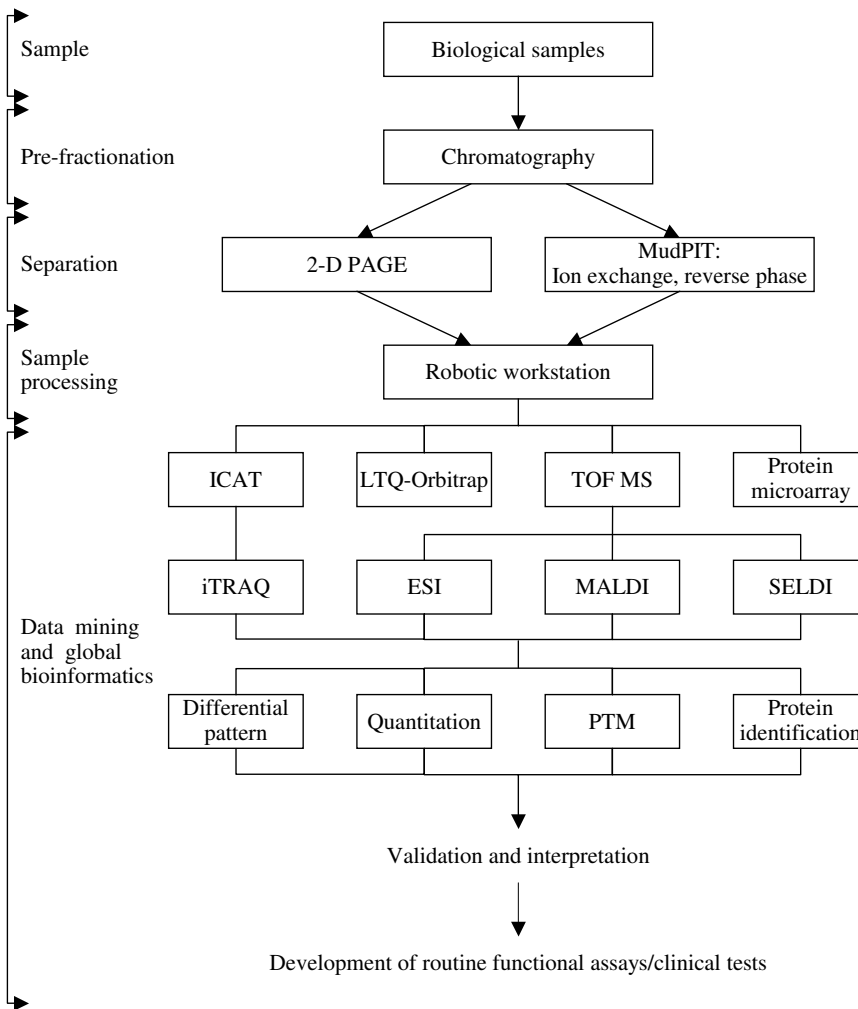 Sample
Biological samples
Pre-fractionation
Chromatography
Separation
2-D PAGE
MudPIT:
Ion exchange, reverse phase
Sample
processing
Robotic workstation
ICAT
LTQ-Orbitrap
TOF MS
Protein
microarray
iTRAQ
ESI
MALDI
SELDI
Data mining
and global
bioinformatics
Differential
pattern
Quantitation
PTM
Protein
identification
Validation and interpretation
Development of routine functional assays/clinical tests